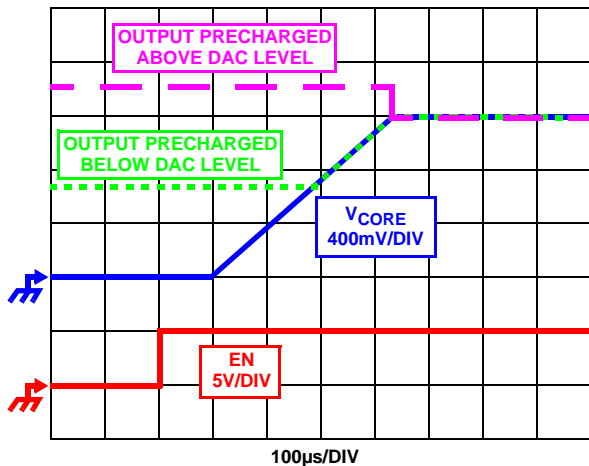 OUTPUT PRECHARGED
ABOVE DAC LEVEL
OUTPUT PRECHARGED
BELOW DAC LEVEL
VCORE
400mV/DIV
EN
5V/DIV
100µs/DIV